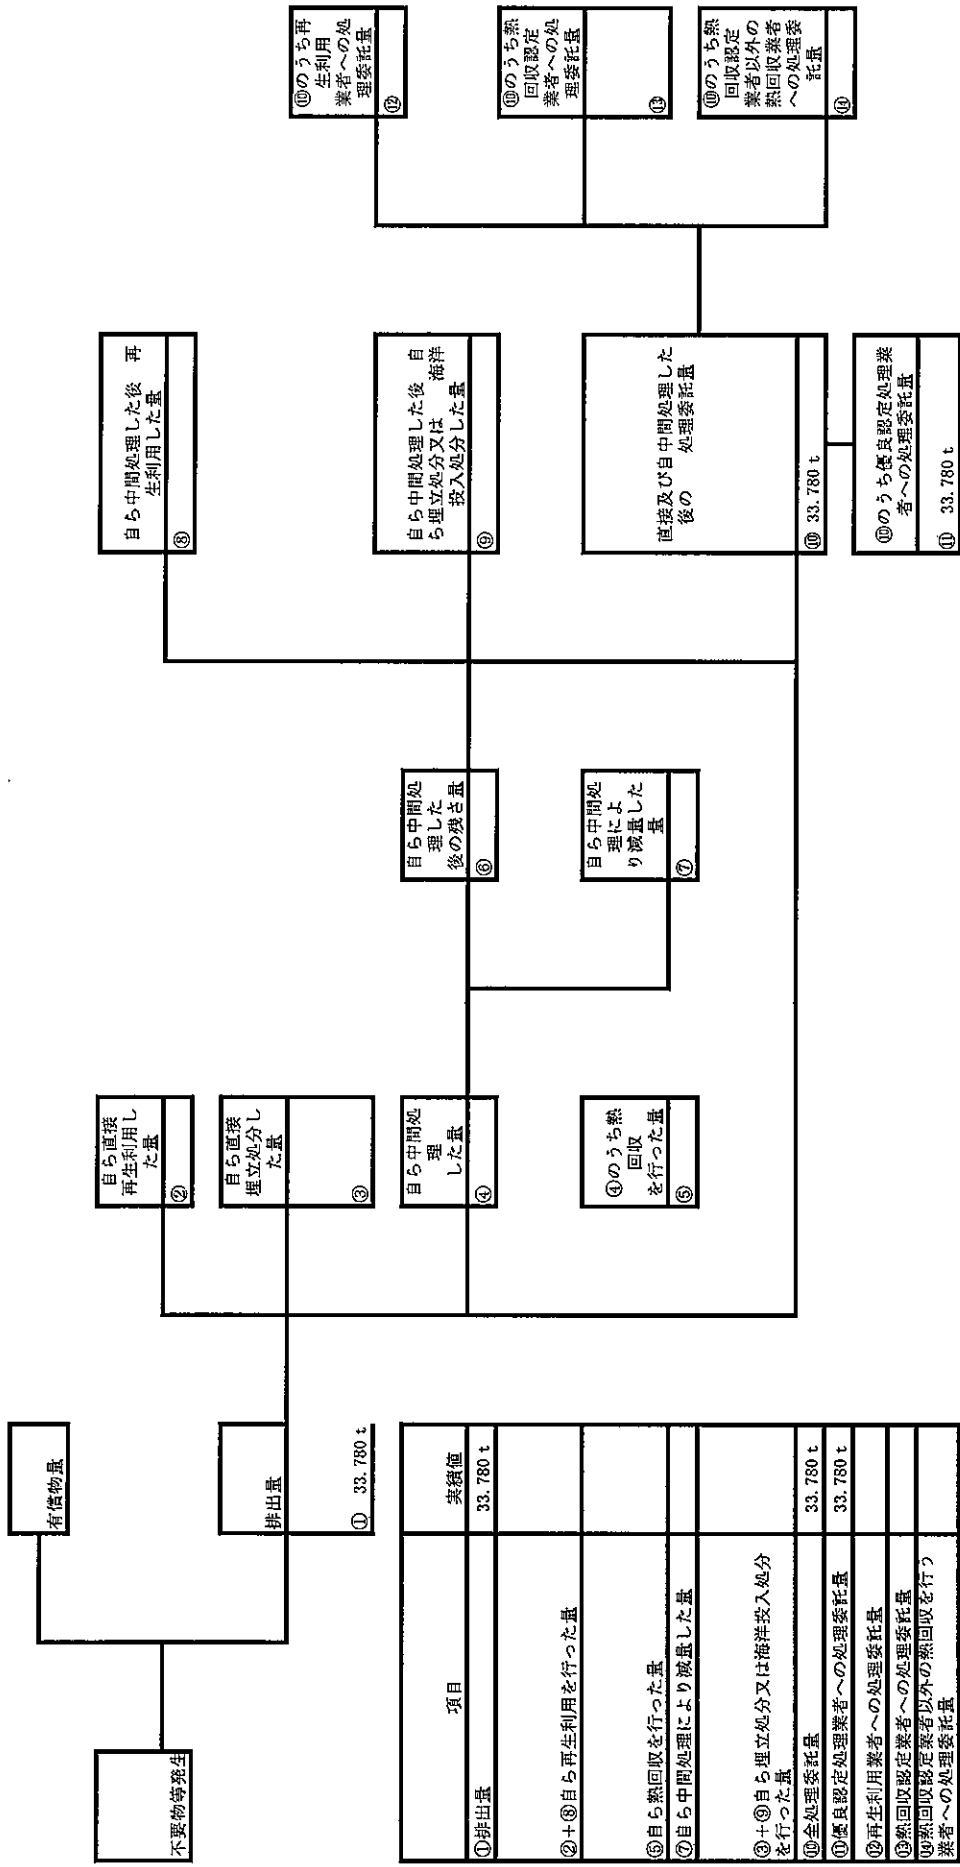 不要物等発生
有償物量
排出量
① 33.780 t
自ら直接
再生利用し
た量
②
自ら直接
埋立処分し
た量
③
自ら中間処
理
した量
④
④のうち熱
回収
を行った量
⑤
自ら中間処
理した
後の残さ量
⑥
自ら中間処
理によ
り減量した
量
⑦
自ら中間処理した後 再
生利用した量
⑧
自ら中間処理した後 自
ら埋立処分又は 海洋
投入処分した量
⑨
直接及び自中間処理した
後の 処理委託量
⑩ 33.780 t
⑩のうち優良認定処理業
者への処理委託量
⑪ 33.780 t
⑩のうち再
生利用
業者への処
理委託量
⑫
⑩のうち熱
回収認定
業者への処
理委託量
⑬
⑩のうち熱
回収認定
業者以外の
熱回収業者
への処理委
託量
⑭
項目 実績値
①排出量 33.780 t
②+⑧自ら再生利用を行った量
⑤自ら熱回収を行った量
⑦自ら中間処理により減量した量
③+⑨自ら埋立処分又は海洋投入処分
を行った量
⑩全処理委託量 33.780 t
⑪優良認定処理業者への処理委託量 33.780 t
⑫再生利用業者への処理委託量
⑬熱回収認定業者への処理委託量
⑭熱回収認定業者以外の熱回収を行う
業者への処理委託量